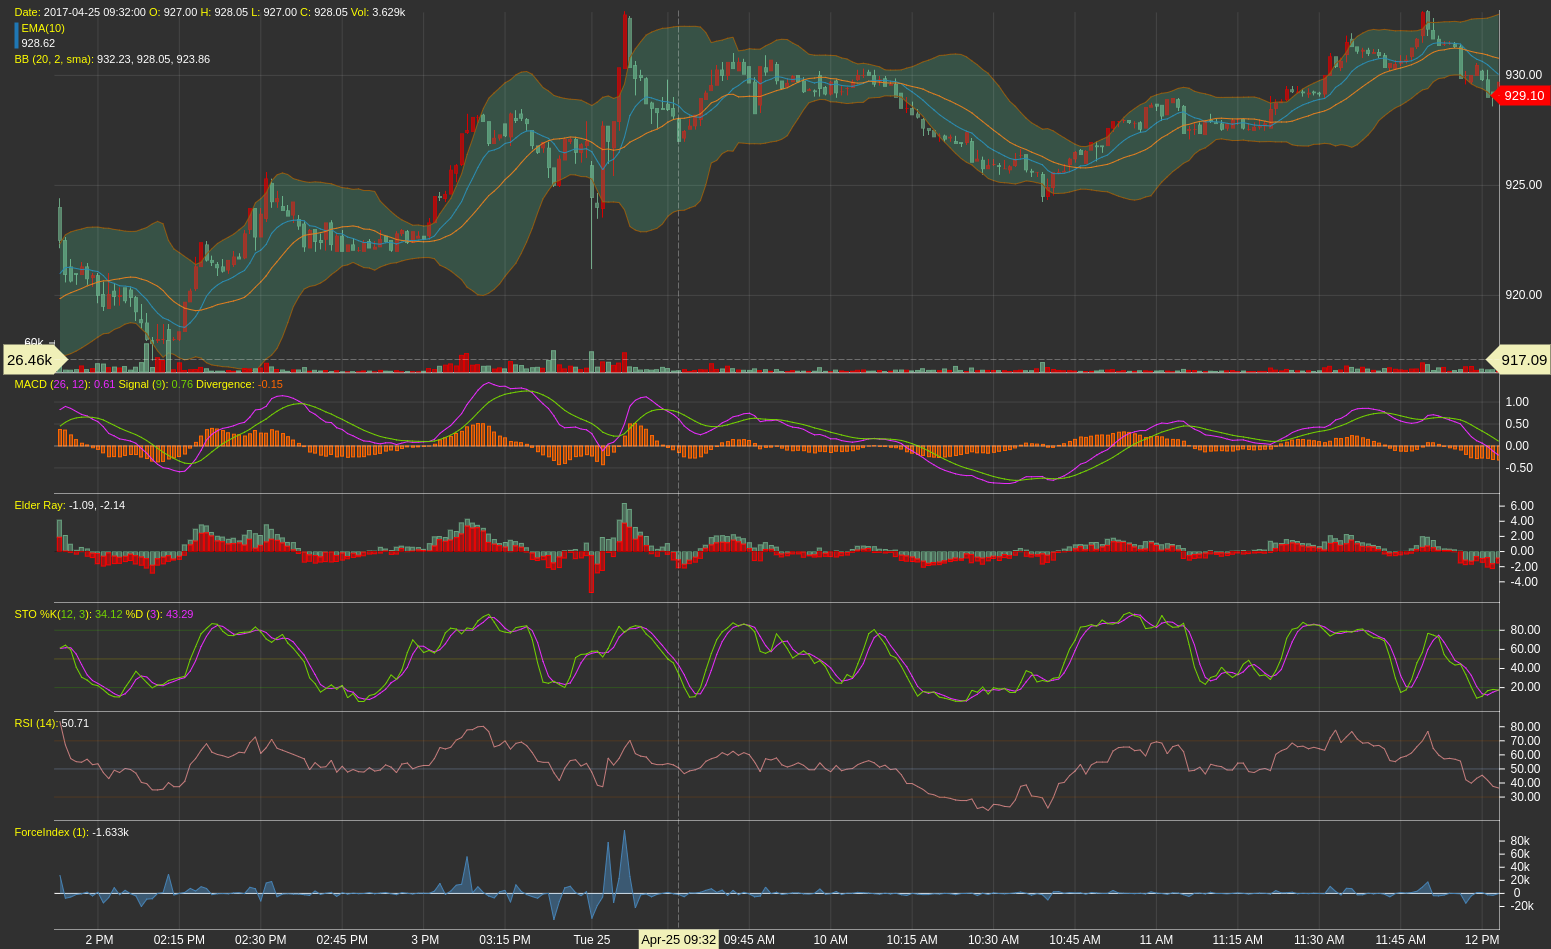 Date: 2017-04-25 09:32:00 O: 927.00 H: 928.05 L: 927.00 C: 928.05 Vol: 3.629k
EMA(10)
928.62
BB (20, 2, sma): 932.23, 928.05, 923.86
930.00
929.10
925.00
920.00
60k
26.46k
917.09
MACD (26, 12): 0.61 Signal (9): 0.76 Divergence: -0.15
1.00
0.50
0.00
-0.50
Elder Ray: -1.09, -2.14
6.00
4.00
2.00
0.00
-2.00
-4.00
STO %K(12, 3): 34.12 %D (3): 43.29
80.00
60.00
40.00
20.00
RSI (14): 50.71
80.00
70.00
60.00
50.00
40.00
30.00
ForceIndex (1): -1.633k
80k
60k
40k
20k
0
-20k
2 PM 02:15 PM 02:30 PM 02:45 PM 3 PM 03:15 PM Tue 25 Apr-25 09:32 09:45 AM 10 AM 10:15 AM 10:30 AM 10:45 AM 11 AM 11:15 AM 11:30 AM 11:45 AM 12 PM